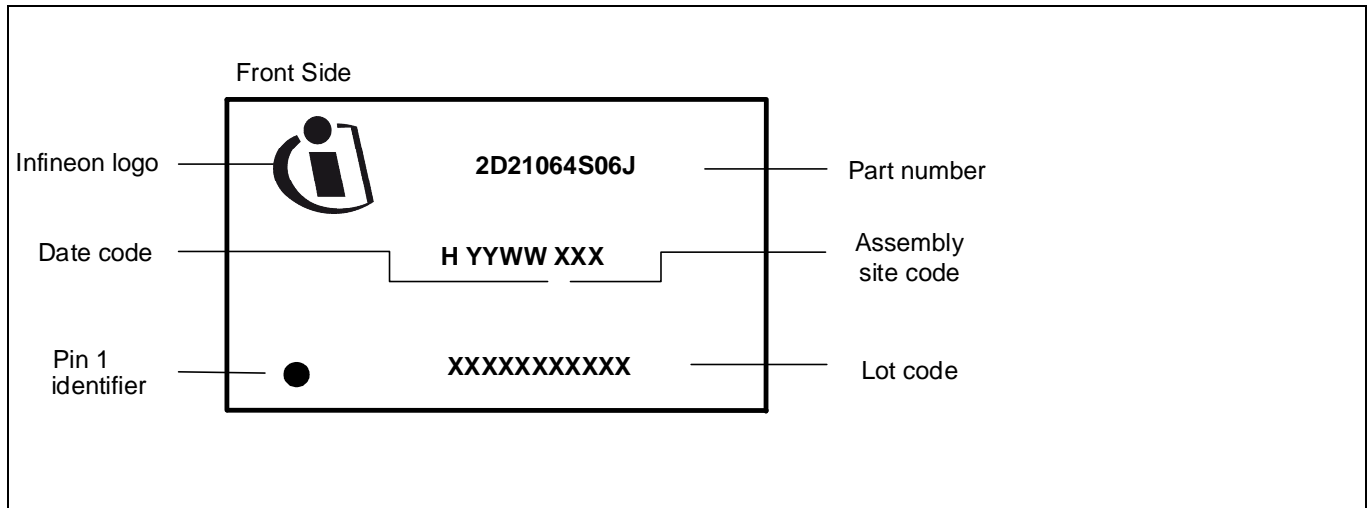 Front Side
Infineon logo
2D21064S06J
Part number
Date code
H YYWW XXX
Assembly
site code
Pin 1
identifier
XXXXXXXXXXX
Lot code